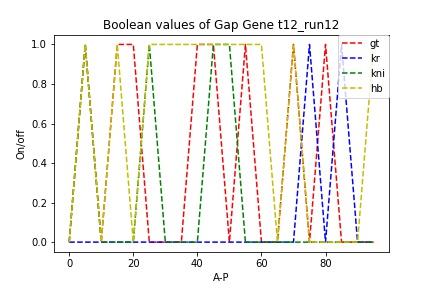 Boolean values of Gap Gene t12_run12
gt
kr
kni
hb
On/off
1.0
0.8
0.6
0.4
0.2
0.0
0 20 40 60 80
A-P